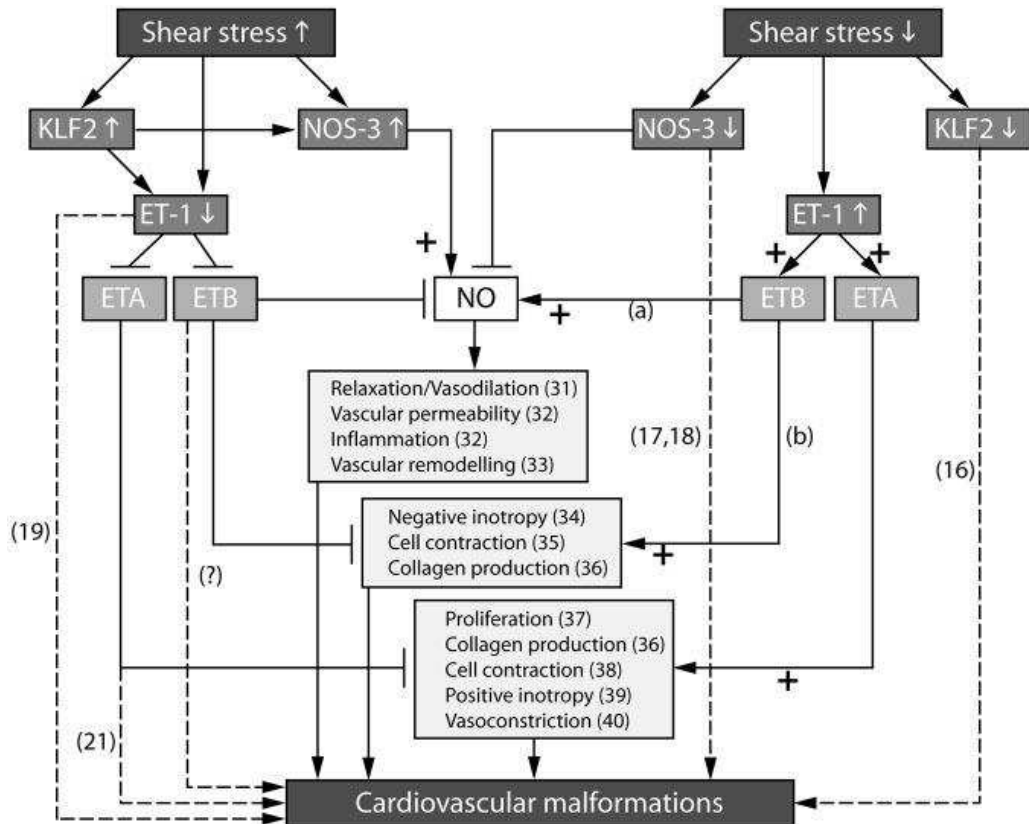 Shear stress ↑
Shear stress ↓
KLF2 ↑
NOS-3 ↑
NOS-3 ↓
KLF2 ↓
ET-1 ↓
ET-1 ↑
+
+
+
ETA
ETB
NO
ETB
ETA
+
(a)
Relaxation/Vasodilation (31)
Vascular permeability (32)
Inflammation (32)
Vascular remodelling (33)
(17,18)
(b)
(16)
(19)
Negative inotropy (34)
Cell contraction (35)
Collagen production (36)
+
(?)
Proliferation (37)
Collagen production (36)
Cell contraction (38)
Positive inotropy (39)
Vasoconstriction (40)
+
(21)
Cardiovascular malformations